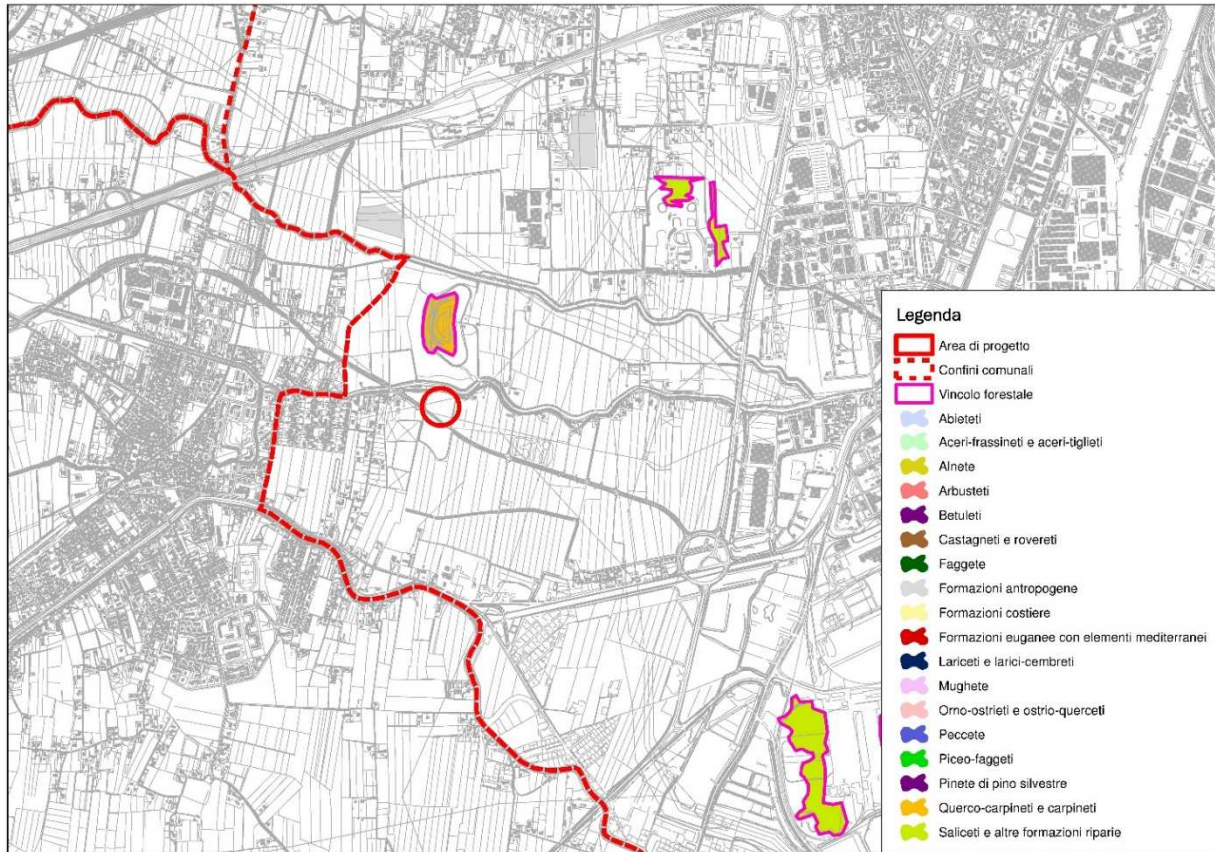 Legenda
Area di progetto
Confini comunali
Vincolo forestale
Abieteti
Aceri-frassineti e aceri-tiglieti
Alnete
Arbusteti
Betuleti
Castagneti e rovereti
Faggete
Formazioni antropogene
Formazioni costiere
Formazioni euganee con elementi mediterranei
Lariceti e larici-cembreti
Mughete
Orno-ostrieti e ostrio-querceti
Peccete
Piceo-faggeti
Pinete di pino silvestre
Querco-carpineti e carpineti
Saliceti e altre formazioni riparie